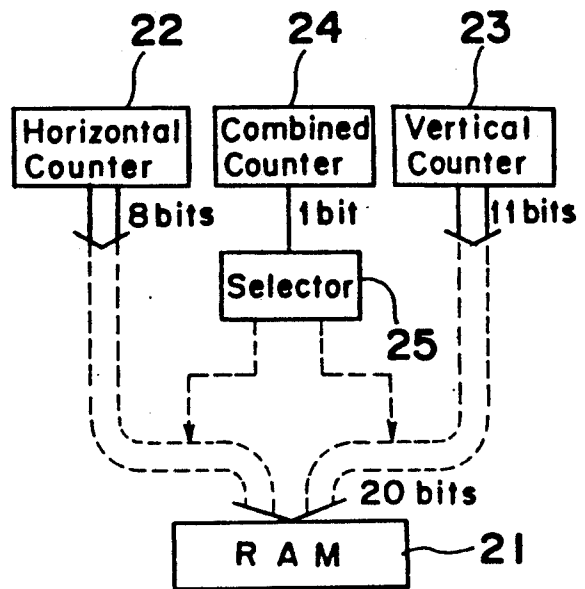 22
24
23
Horizontal
Counter
Combined
Counter
Vertical
Counter
8 bits
1 bit
11 bits
Selector
25
20 bits
RAM
21